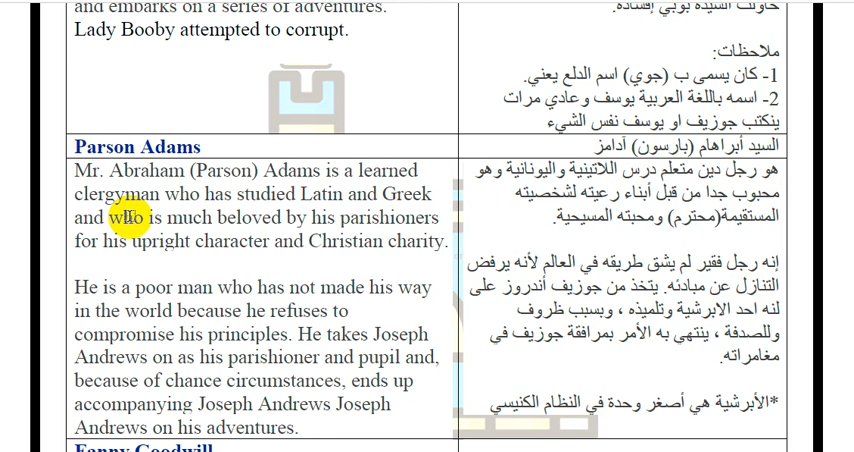 and embarks on a series of adventures.
Lady Booby attempted to corrupt.
حاولت السيدة بوبي إفساده.
ملاحظات:
1- كان يسمى ب (جوي) اسم الدلع يعني.
2- اسمه باللغة العربية يوسف وعادي مرات
ينكتب جوزيف او يوسف نفس الشيء
Parson Adams
السيد أبراهام (بارسون) آدامز
Mr. Abraham (Parson) Adams is a learned
clergyman who has studied Latin and Greek
and who is much beloved by his parishioners
for his upright character and Christian charity.
He is a poor man who has not made his way
in the world because he refuses to
compromise his principles. He takes Joseph
Andrews on as his parishioner and pupil and,
because of chance circumstances, ends up
accompanying Joseph Andrews Joseph
Andrews on his adventures.
هو رجل دين متعلم درس اللاتينية واليونانية وهو
محبوب جدا من قبل أبناء رعيته لشخصيته
المستقيمة(محترم) ومحبته المسيحية.
إنه رجل فقير لم يشق طريقه في العالم لأنه يرفض
التنازل عن مبادئه. يتخذ من جوزيف أندروز على
لنه احد الابرشية وتلميذه ، وبسبب ظروف
وللصدفة ، ينتهي به الأمر بمرافقة جوزيف في
مغامراته.
*الأبرشية هي أصغر وحدة في النظام الكنيسي
Fanny Goodwill